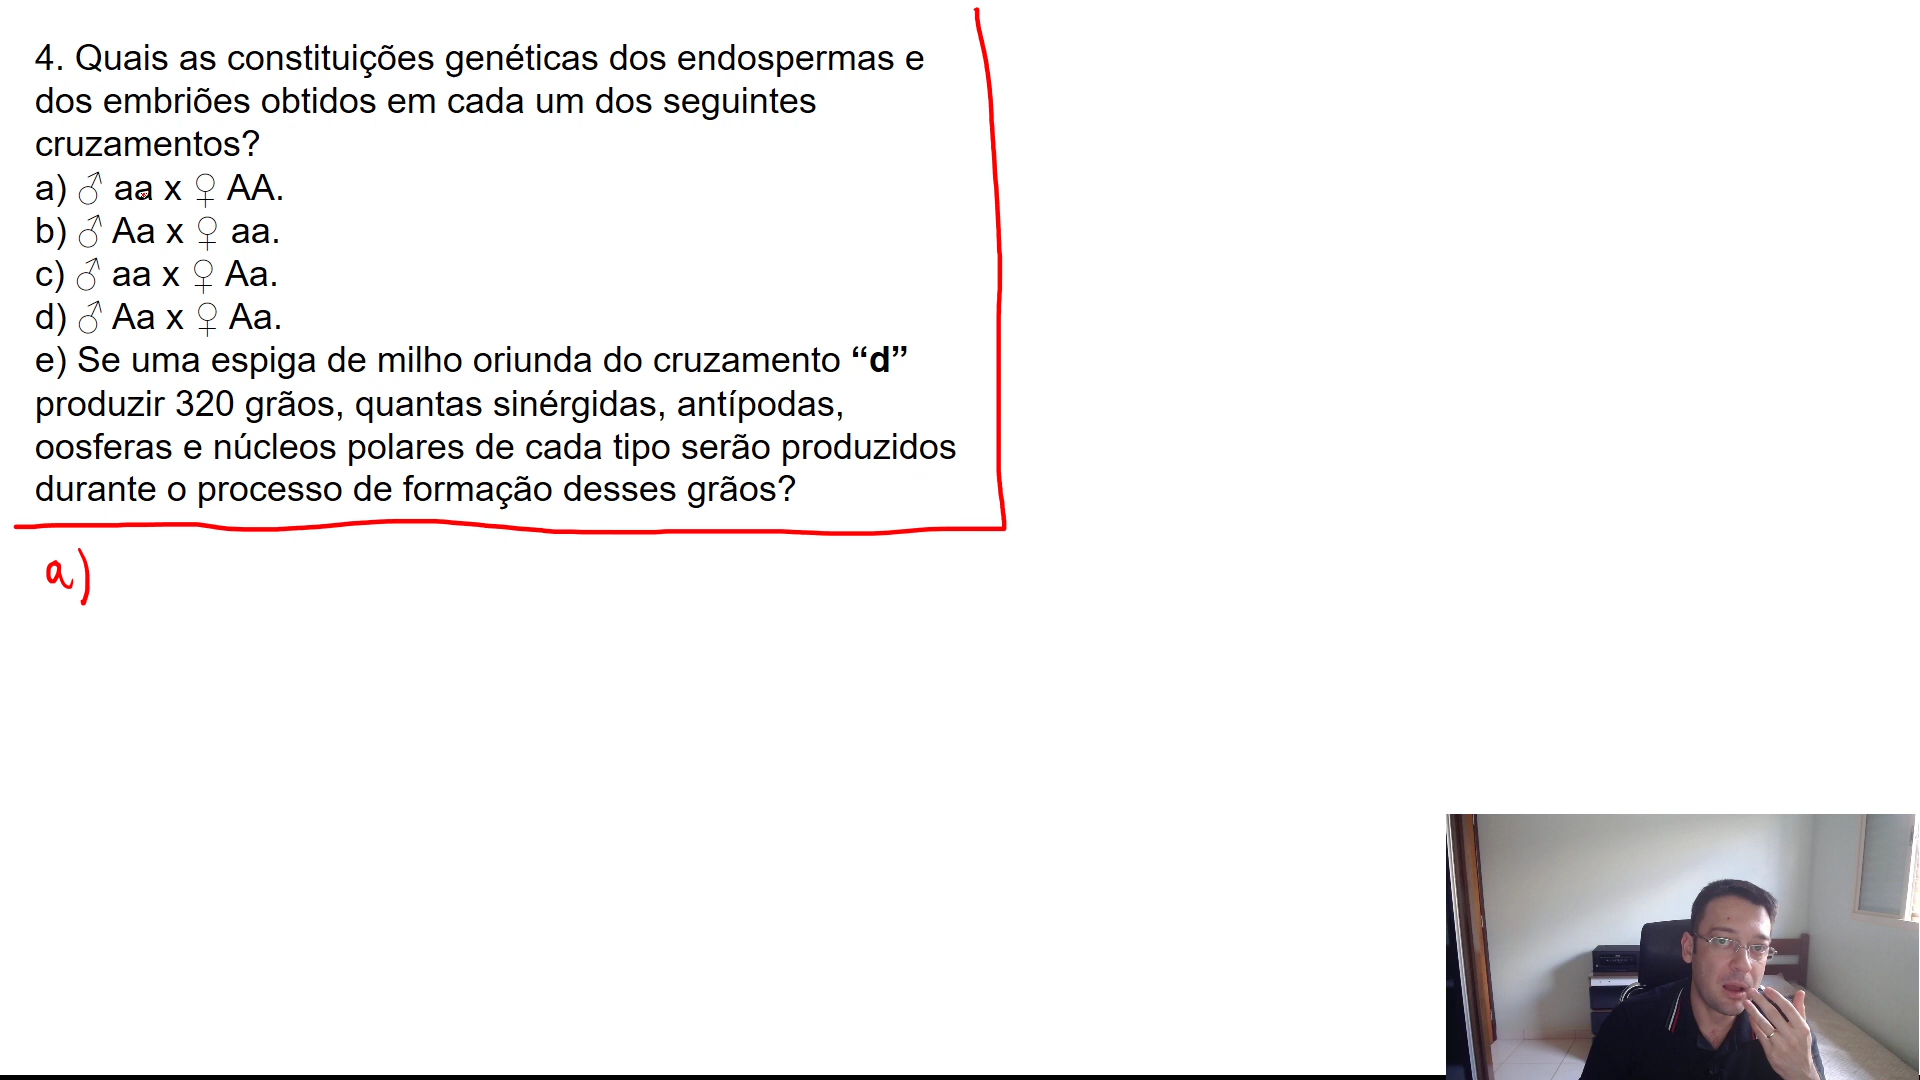 4. Quais as constituições genéticas dos endospermas e
dos embriões obtidos em cada um dos seguintes
cruzamentos?
a) ♂ aa x ♀ AA.
b) ♂ Aa x ♀ aa.
c) ♂ aa x ♀ Aa.
d) ♂ Aa x ♀ Aa.
e) Se uma espiga de milho oriunda do cruzamento “d”
produzir 320 grãos, quantas sinérgidas, antípodas,
oosferas e núcleos polares de cada tipo serão produzidos
durante o processo de formação desses grãos?
a)